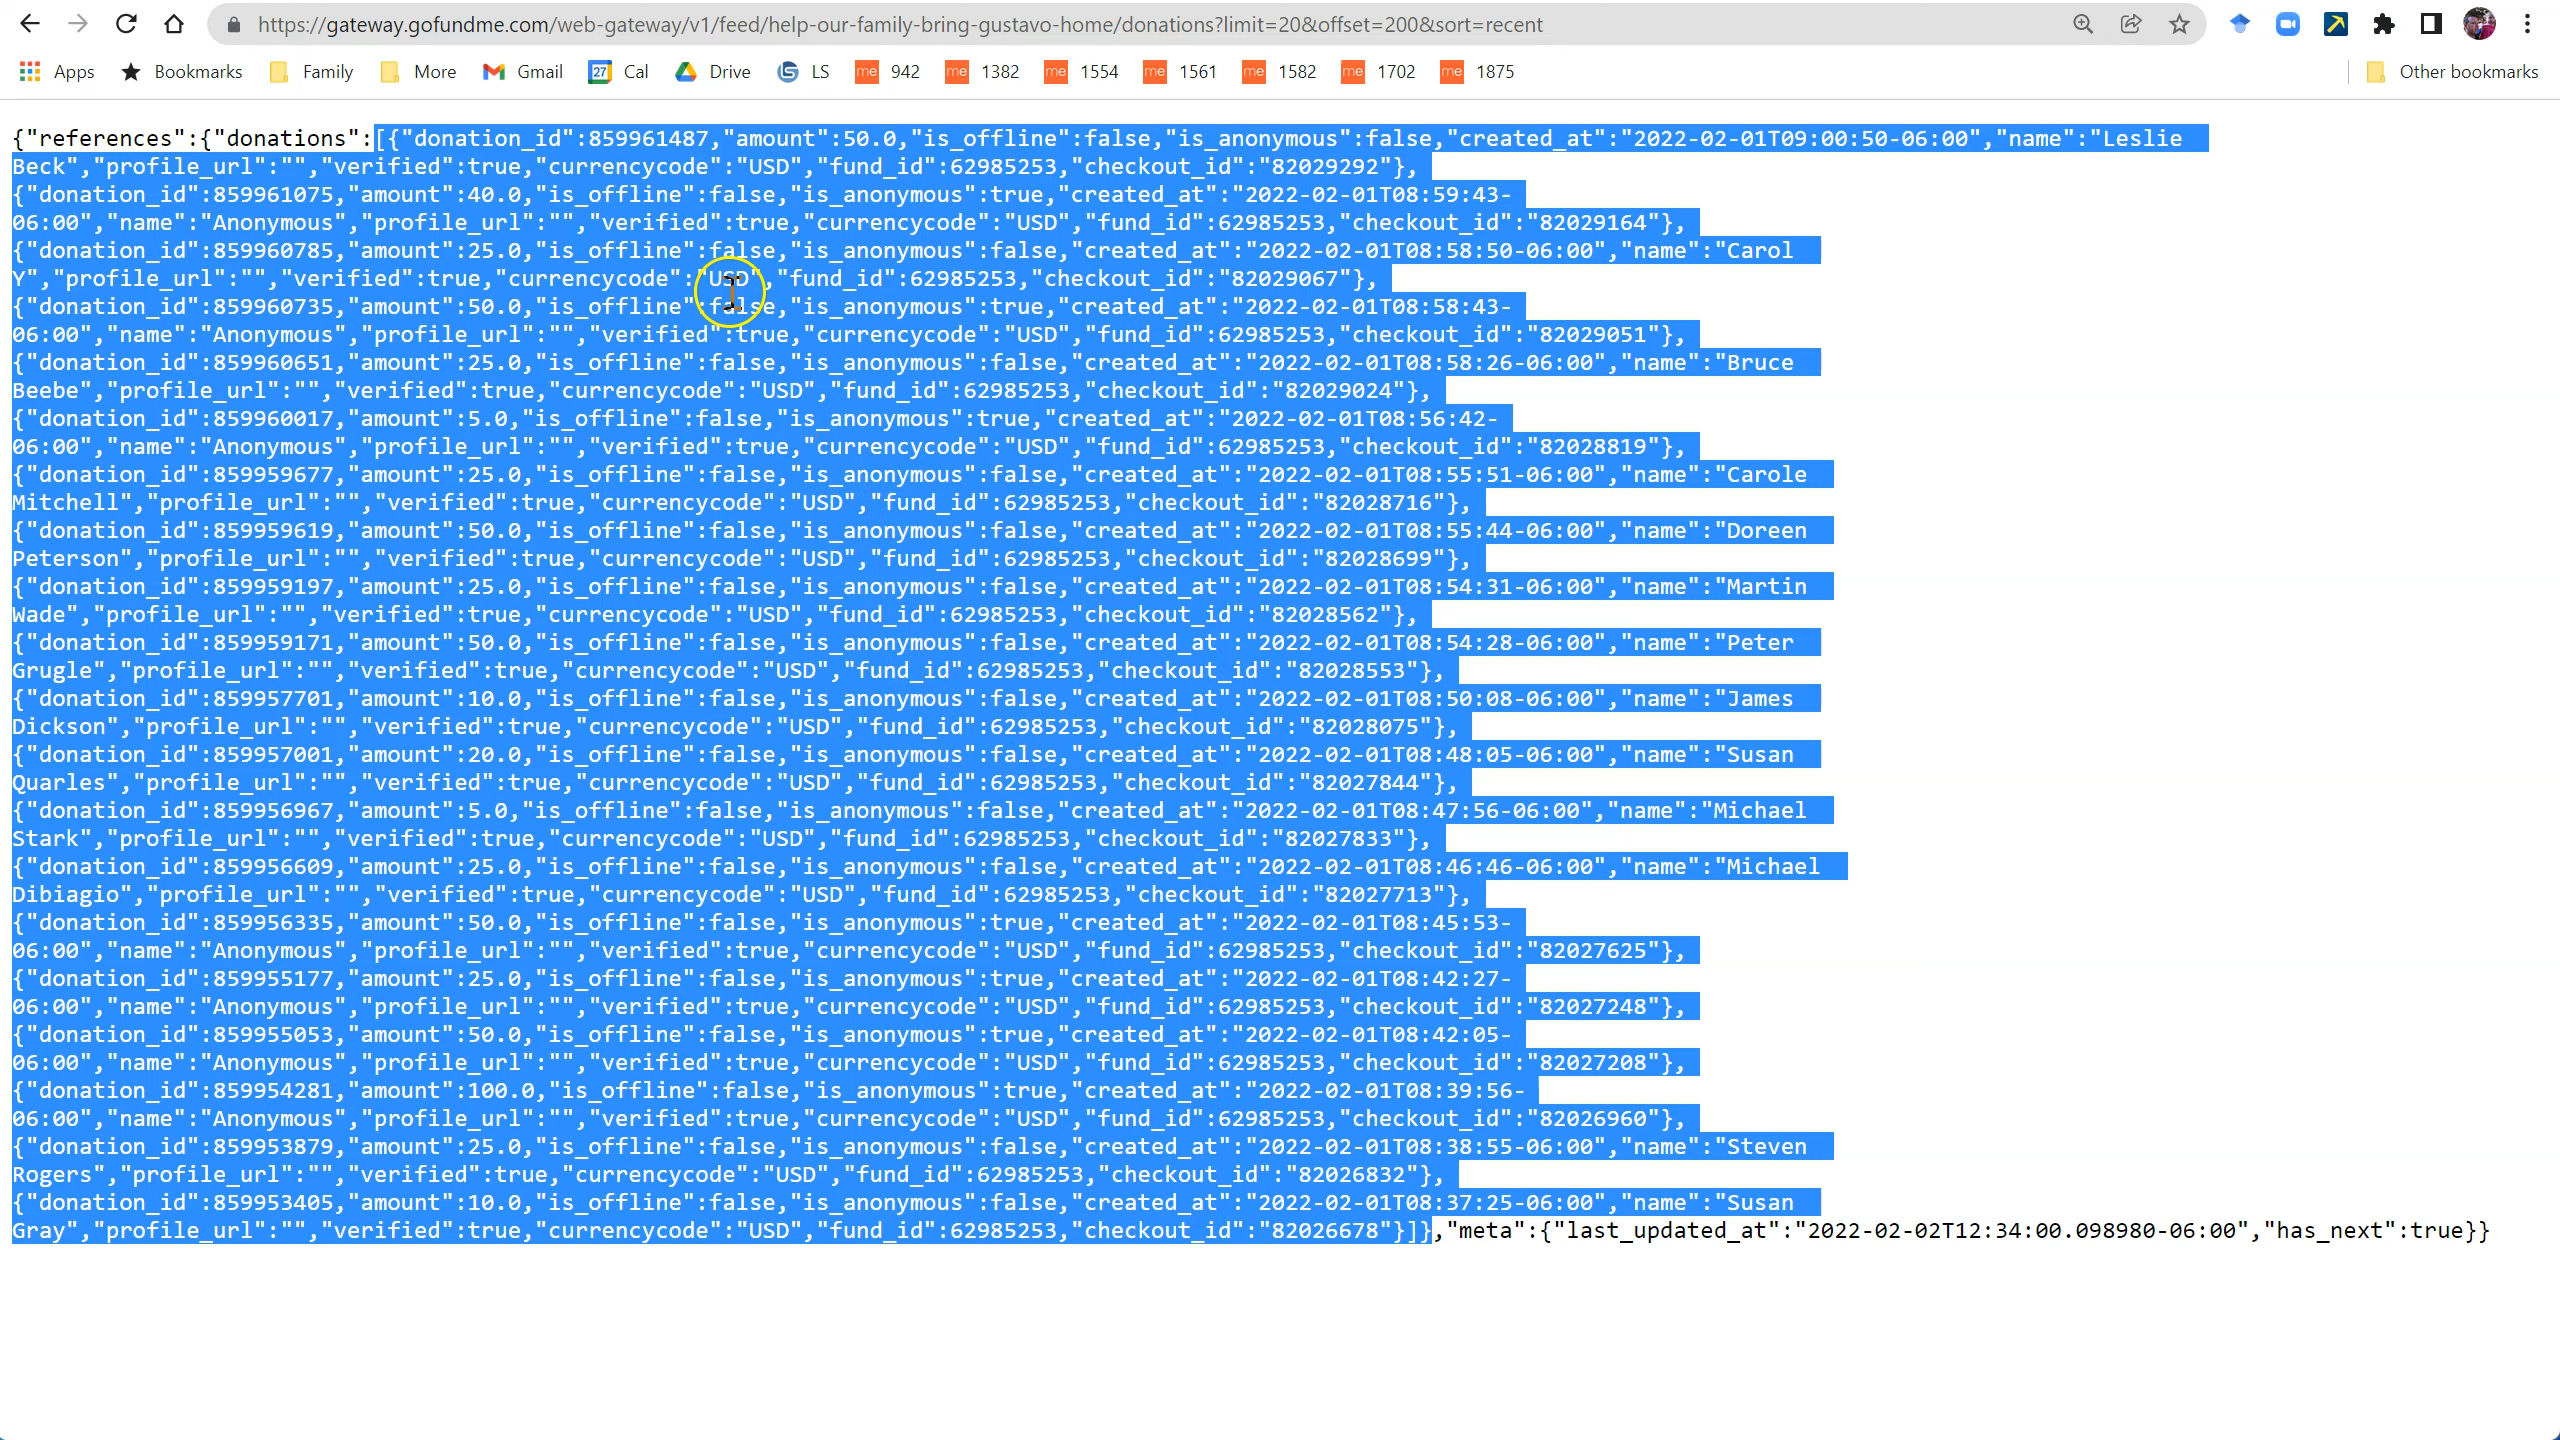 https://gateway.gofundme.com/web-gateway/v1/feed/help-our-family-bring-gustavo-home/donations?limit=20&offset=200&sort=recent
Apps Bookmarks Family More Gmail 27 Cal Drive LS me 942 me 1382 me 1554 me 1561 me 1582 me 1702 me 1875 Other bookmarks
{"references":{"donations":[{"donation_id":859961487,"amount":50.0,"is_offline":false,"is_anonymous":false,"created_at":"2022-02-01T09:00:50-06:00","name":"Leslie
Beck","profile_url":"","verified":true,"currencycode":"USD","fund_id":62985253,"checkout_id":"82029292"},
{"donation_id":859961075,"amount":40.0,"is_offline":false,"is_anonymous":true,"created_at":"2022-02-01T08:59:43-
06:00","name":"Anonymous","profile_url":"","verified":true,"currencycode":"USD","fund_id":62985253,"checkout_id":"82029164"},
{"donation_id":859960785,"amount":25.0,"is_offline":false,"is_anonymous":false,"created_at":"2022-02-01T08:58:50-06:00","name":"Carol
Y","profile_url":"","verified":true,"currencycode":"USD","fund_id":62985253,"checkout_id":"82029067"},
{"donation_id":859960735,"amount":50.0,"is_offline":false,"is_anonymous":true,"created_at":"2022-02-01T08:58:43-
06:00","name":"Anonymous","profile_url":"","verified":true,"currencycode":"USD","fund_id":62985253,"checkout_id":"82029051"},
{"donation_id":859960651,"amount":25.0,"is_offline":false,"is_anonymous":false,"created_at":"2022-02-01T08:58:26-06:00","name":"Bruce
Beebe","profile_url":"","verified":true,"currencycode":"USD","fund_id":62985253,"checkout_id":"82029024"},
{"donation_id":859960017,"amount":5.0,"is_offline":false,"is_anonymous":true,"created_at":"2022-02-01T08:56:42-
06:00","name":"Anonymous","profile_url":"","verified":true,"currencycode":"USD","fund_id":62985253,"checkout_id":"82028819"},
{"donation_id":859959677,"amount":25.0,"is_offline":false,"is_anonymous":false,"created_at":"2022-02-01T08:55:51-06:00","name":"Carole
Mitchell","profile_url":"","verified":true,"currencycode":"USD","fund_id":62985253,"checkout_id":"82028716"},
{"donation_id":859959619,"amount":50.0,"is_offline":false,"is_anonymous":false,"created_at":"2022-02-01T08:55:44-06:00","name":"Doreen
Peterson","profile_url":"","verified":true,"currencycode":"USD","fund_id":62985253,"checkout_id":"82028699"},
{"donation_id":859959197,"amount":25.0,"is_offline":false,"is_anonymous":false,"created_at":"2022-02-01T08:54:31-06:00","name":"Martin
Wade","profile_url":"","verified":true,"currencycode":"USD","fund_id":62985253,"checkout_id":"82028562"},
{"donation_id":859959171,"amount":50.0,"is_offline":false,"is_anonymous":false,"created_at":"2022-02-01T08:54:28-06:00","name":"Peter
Grugle","profile_url":"","verified":true,"currencycode":"USD","fund_id":62985253,"checkout_id":"82028553"},
{"donation_id":859957701,"amount":10.0,"is_offline":false,"is_anonymous":false,"created_at":"2022-02-01T08:50:08-06:00","name":"James
Dickson","profile_url":"","verified":true,"currencycode":"USD","fund_id":62985253,"checkout_id":"82028075"},
{"donation_id":859957001,"amount":20.0,"is_offline":false,"is_anonymous":false,"created_at":"2022-02-01T08:48:05-06:00","name":"Susan
Quarles","profile_url":"","verified":true,"currencycode":"USD","fund_id":62985253,"checkout_id":"82027844"},
{"donation_id":859956967,"amount":5.0,"is_offline":false,"is_anonymous":false,"created_at":"2022-02-01T08:47:56-06:00","name":"Michael
Stark","profile_url":"","verified":true,"currencycode":"USD","fund_id":62985253,"checkout_id":"82027833"},
{"donation_id":859956609,"amount":25.0,"is_offline":false,"is_anonymous":false,"created_at":"2022-02-01T08:46:46-06:00","name":"Michael
Dibiagio","profile_url":"","verified":true,"currencycode":"USD","fund_id":62985253,"checkout_id":"82027713"},
{"donation_id":859956335,"amount":50.0,"is_offline":false,"is_anonymous":true,"created_at":"2022-02-01T08:45:53-
06:00","name":"Anonymous","profile_url":"","verified":true,"currencycode":"USD","fund_id":62985253,"checkout_id":"82027625"},
{"donation_id":859955177,"amount":25.0,"is_offline":false,"is_anonymous":true,"created_at":"2022-02-01T08:42:27-
06:00","name":"Anonymous","profile_url":"","verified":true,"currencycode":"USD","fund_id":62985253,"checkout_id":"82027248"},
{"donation_id":859955053,"amount":50.0,"is_offline":false,"is_anonymous":true,"created_at":"2022-02-01T08:42:05-
06:00","name":"Anonymous","profile_url":"","verified":true,"currencycode":"USD","fund_id":62985253,"checkout_id":"82027208"},
{"donation_id":859954281,"amount":100.0,"is_offline":false,"is_anonymous":true,"created_at":"2022-02-01T08:39:56-
06:00","name":"Anonymous","profile_url":"","verified":true,"currencycode":"USD","fund_id":62985253,"checkout_id":"82026960"},
{"donation_id":859953879,"amount":25.0,"is_offline":false,"is_anonymous":false,"created_at":"2022-02-01T08:38:55-06:00","name":"Steven
Rogers","profile_url":"","verified":true,"currencycode":"USD","fund_id":62985253,"checkout_id":"82026832"},
{"donation_id":859953405,"amount":10.0,"is_offline":false,"is_anonymous":false,"created_at":"2022-02-01T08:37:25-06:00","name":"Susan
Gray","profile_url":"","verified":true,"currencycode":"USD","fund_id":62985253,"checkout_id":"82026678"}]},"meta":{"last_updated_at":"2022-02-02T12:34:00.098980-06:00","has_next":true}}